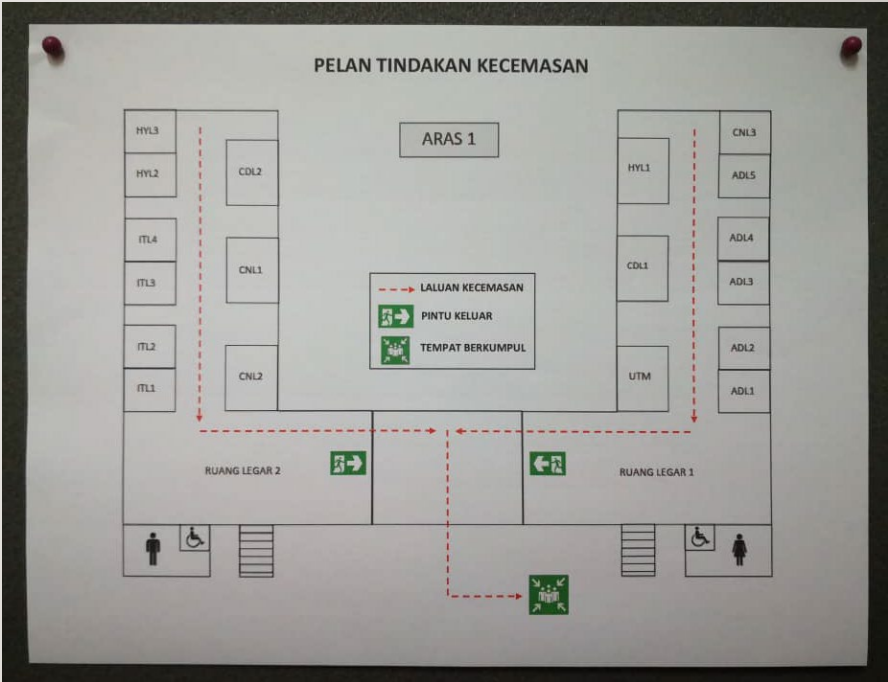 PELAN TINDAKAN KECEMASAN
ARAS 1
HYL3
HYL2
CDL2
ITL4
ITL3
CNL1
ITL2
ITL1
CNL2
HYL1
CNL3
ADL5
CDL1
ADL4
ADL3
UTM
ADL2
ADL1
LALUAN KECEMASAN
PINTU KELUAR
TEMPAT BERKUMPUL
RUANG LEGAR 2
RUANG LEGAR 1